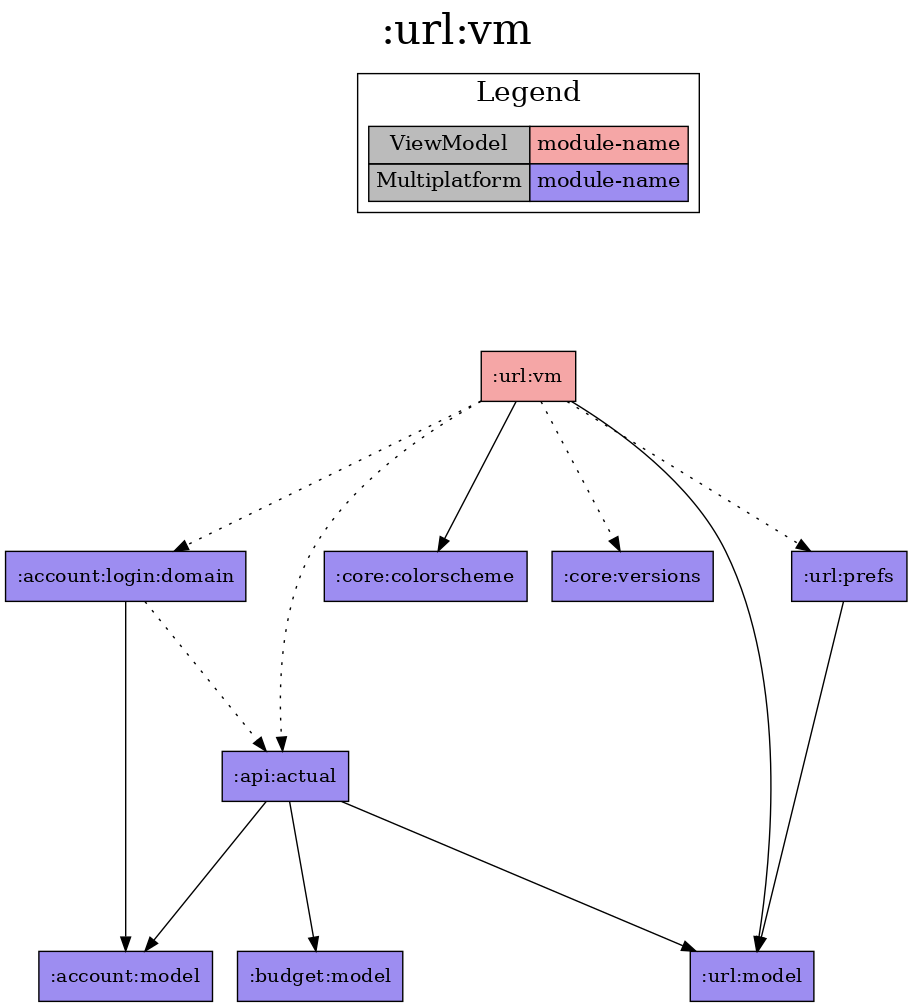 :url:vm
Legend
ViewModel module-name
Multiplatform module-name
:url:vm
:account:login:domain :core:colorscheme :core:versions :url:prefs
:api:actual
:account:model :budget:model :url:model